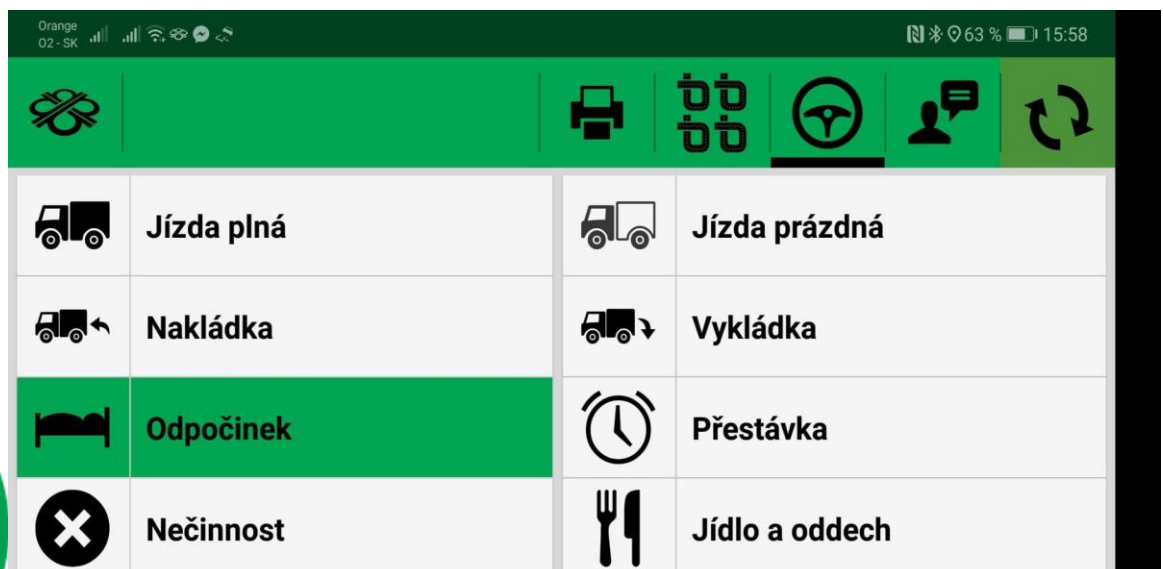 Orange
O2 - SK
63 % 15:58
Jízda plná
Jízda prázdná
Nakládka
Vykládka
Odpočinek
Přestávka
Nečinnost
Jídlo a oddech